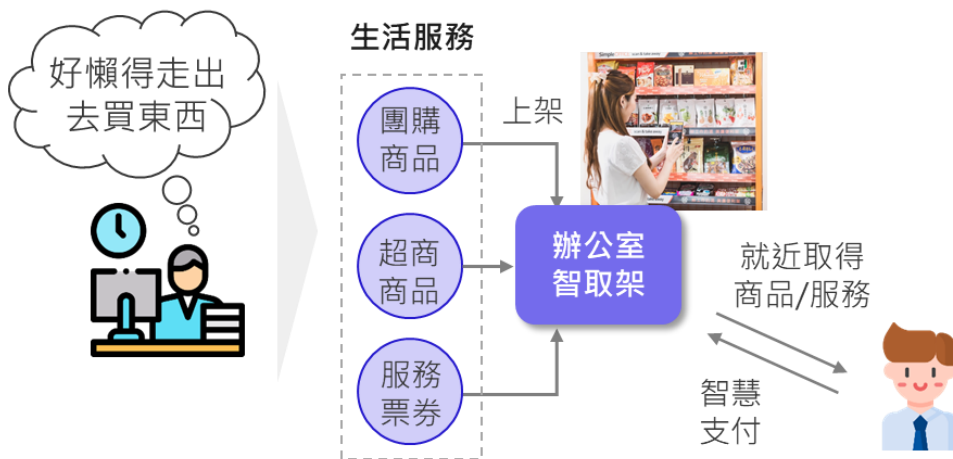 好懶得走出
去買東西
生活服務
團購
商品
超商
商品
服務
票券
上架
辦公室
智取架
就近取得
商品/服務
智慧
支付